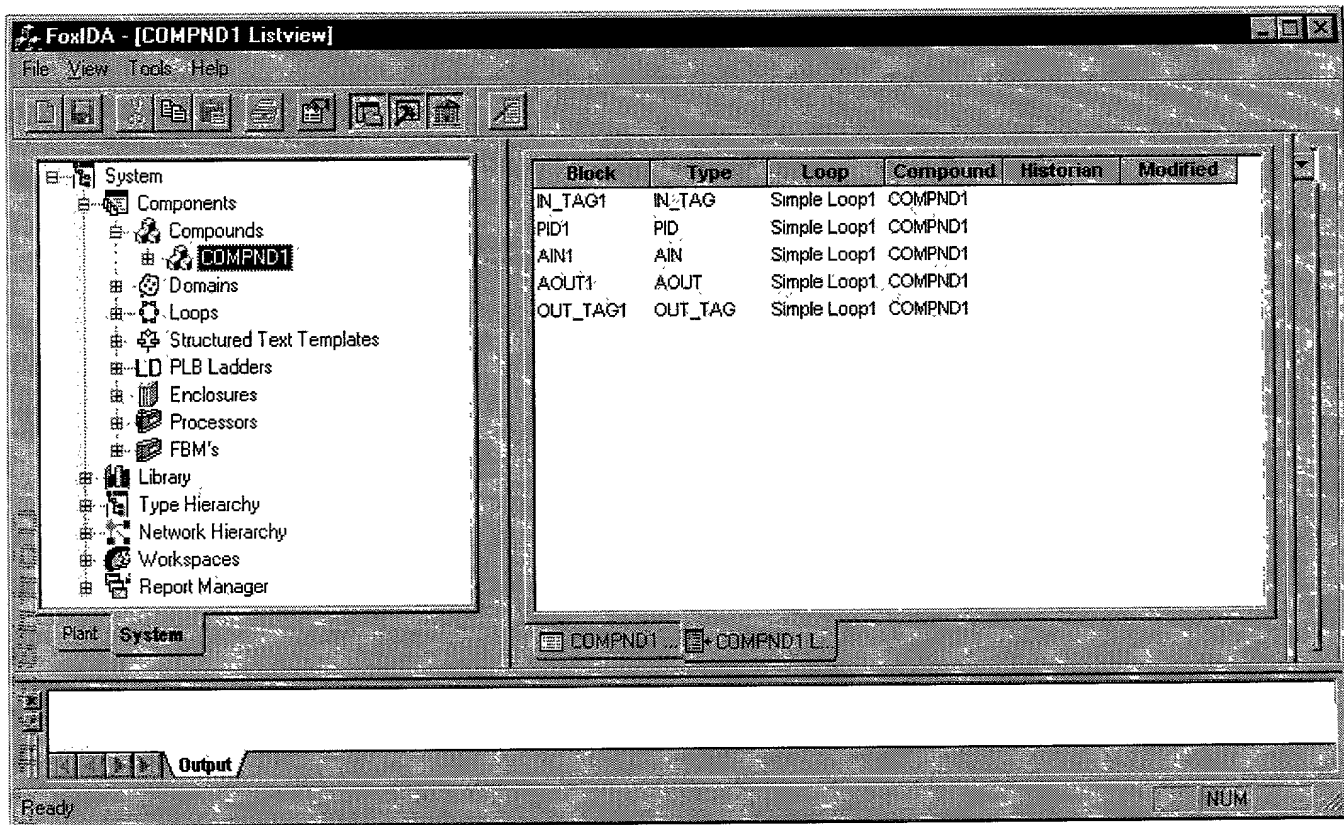 FoxIDA - [COMPND1 Listview]
File View Tools Help
System
Components
Compounds
COMPND1
Domains
Loops
Structured Text Templates
LD PLB Ladders
Enclosures
Processors
FBM's
Library
Type Hierarchy
Network Hierarchy
Workspaces
Report Manager
Plant System
Block Type Loop Compound Historian Modified
IN_TAG1 IN_TAG Simple Loop1 COMPND1
PID1 PID Simple Loop1 COMPND1
AIN1 AIN Simple Loop1 COMPND1
AOUT1 AOUT Simple Loop1 COMPND1
OUT_TAG1 OUT_TAG Simple Loop1 COMPND1
COMPND1 ... COMPND1 L...
Output
Ready NUM